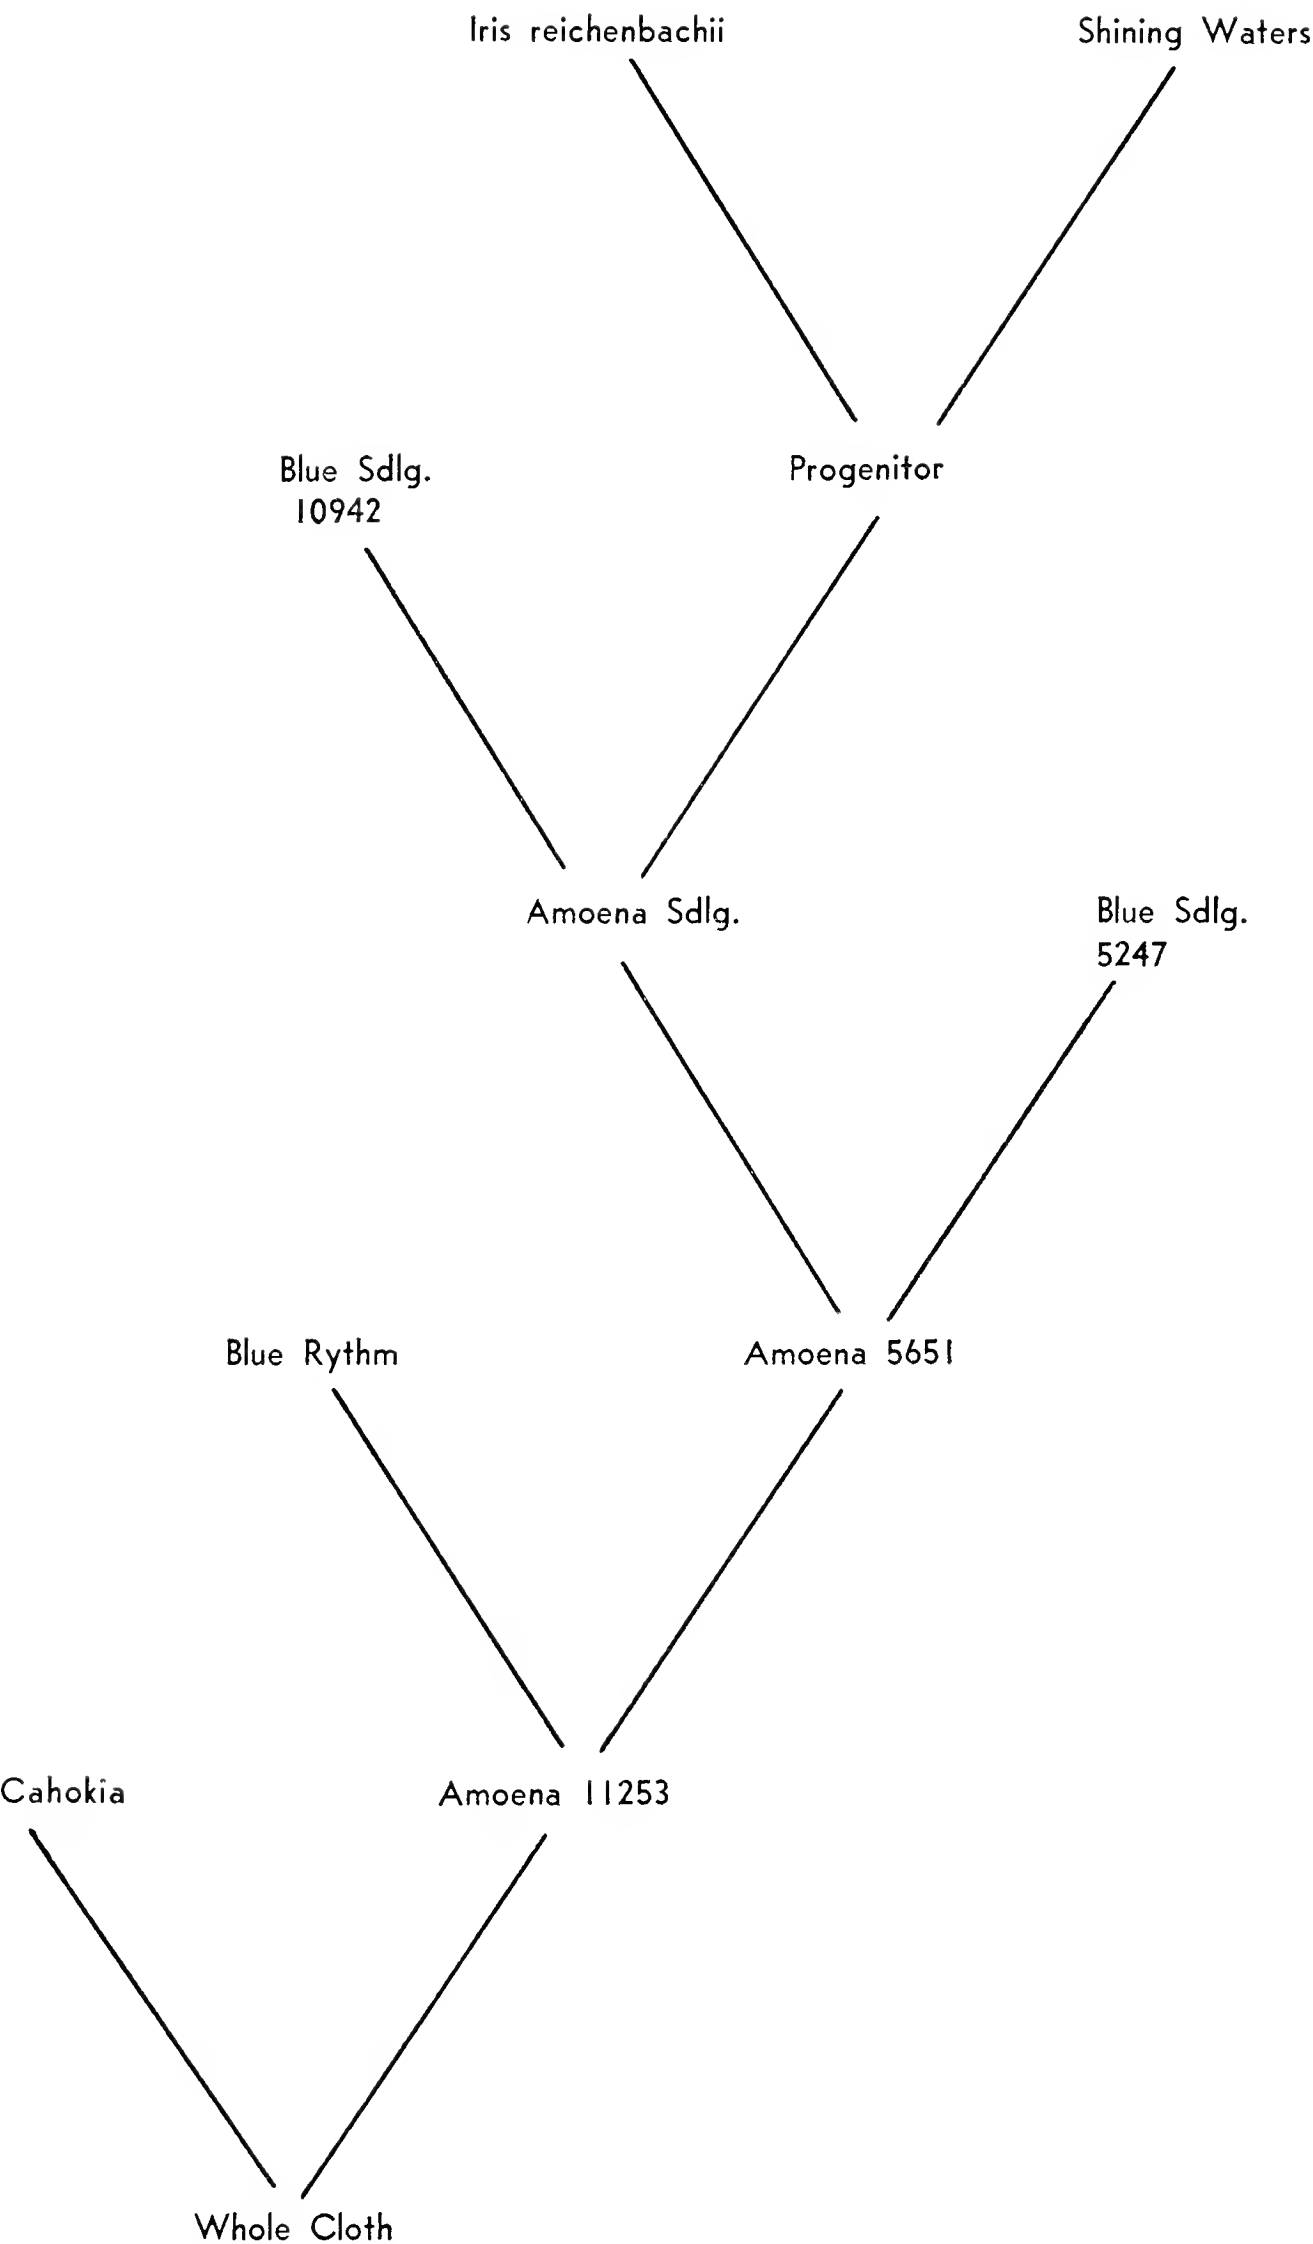 Iris reichenbachii
Shining Waters
Blue Sdlg.
10942
Progenitor
Amoena Sdlg.
Blue Sdlg.
5247
Blue Rythm
Amoena 5651
Cahokia
Amoena 11253
Whole Cloth